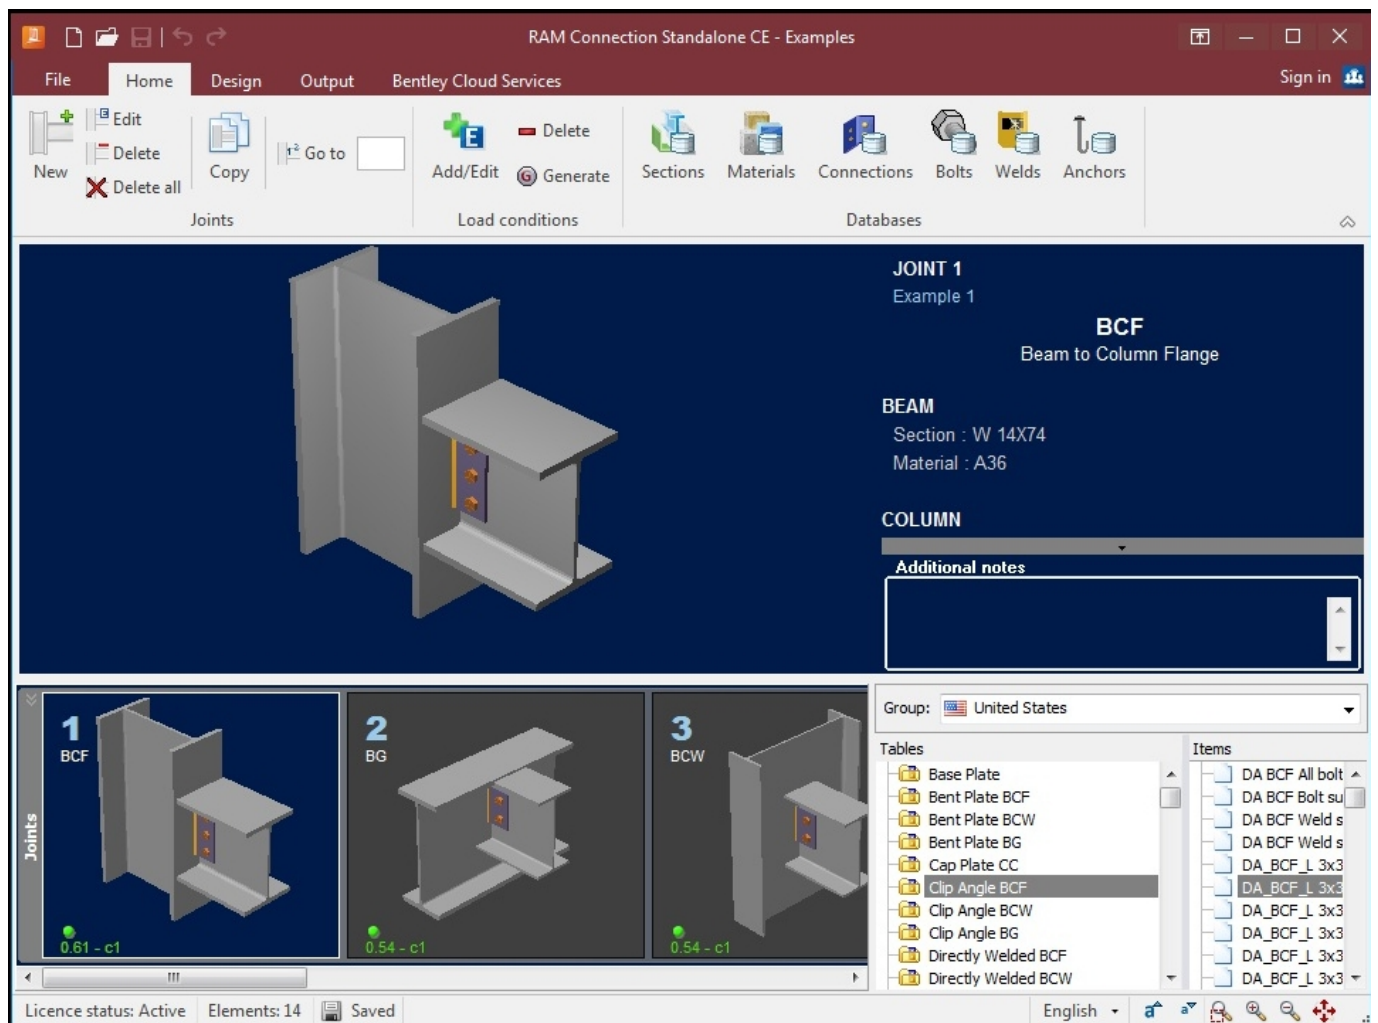 RAM Connection Standalone CE - Examples
File Home Design Output Bentley Cloud Services Sign in
New
Edit
Delete
Delete all
Copy
Go to
Joints
Add/Edit
Delete
Generate
Load conditions
Sections Materials Connections Bolts Welds Anchors
Databases
JOINT 1
Example 1
BCF
Beam to Column Flange
BEAM
Section : W 14X74
Material : A36
COLUMN
Additional notes
Joints
1
BCF
0.61 - c1
2
BG
0.54 - c1
3
BCW
0.54 - c1
Group: United States
Tables
Base Plate
Bent Plate BCF
Bent Plate BCW
Bent Plate BG
Cap Plate CC
Clip Angle BCF
Clip Angle BCW
Clip Angle BG
Directly Welded BCF
Directly Welded BCW
Items
DA BCF All bolt
DA BCF Bolt su
DA BCF Weld s
DA BCF Weld s
DA_BCF_L 3x3
DA_BCF_L 3x3
DA_BCF_L 3x3
DA_BCF_L 3x3
DA_BCF_L 3x3
DA_BCF_L 3x3
Licence status: Active Elements: 14 Saved English